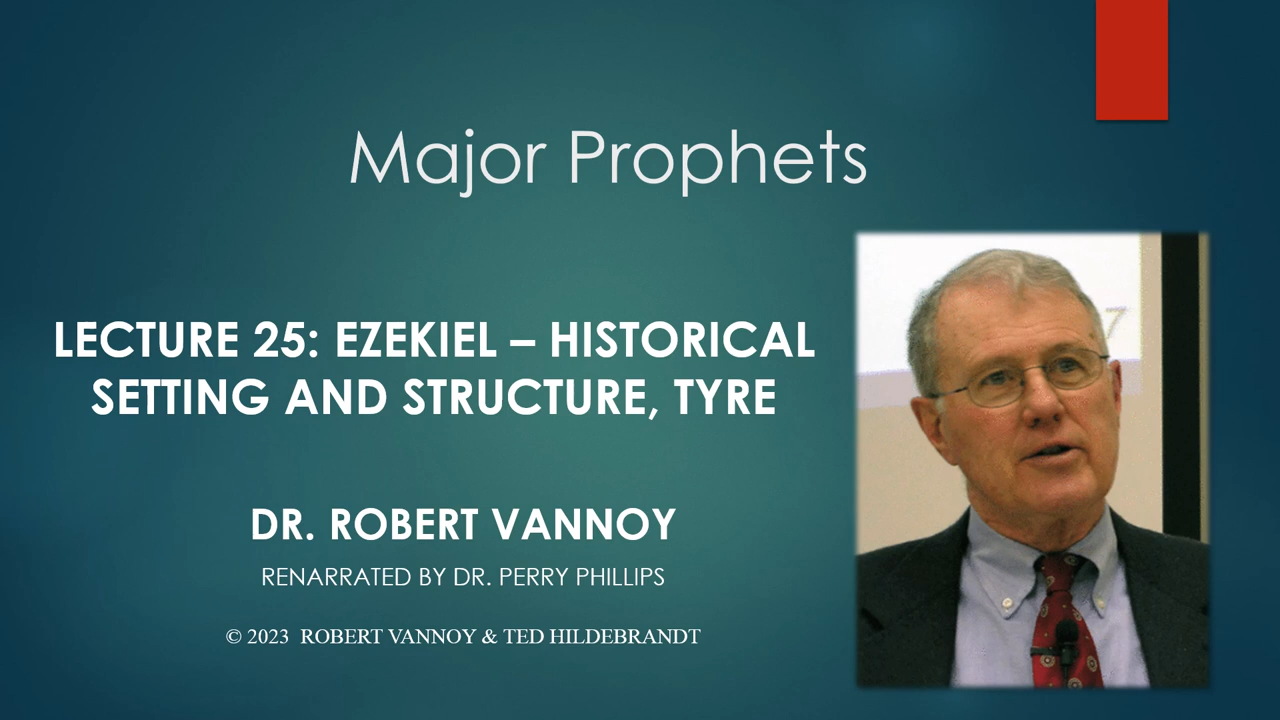 Major Prophets
LECTURE 25: EZEKIEL – HISTORICAL
SETTING AND STRUCTURE, TYRE
7
DR. ROBERT VANNOY
RENARRATED BY DR. PERRY PHILLIPS
© 2023 ROBERT VANNOY & TED HILDEBRANDT